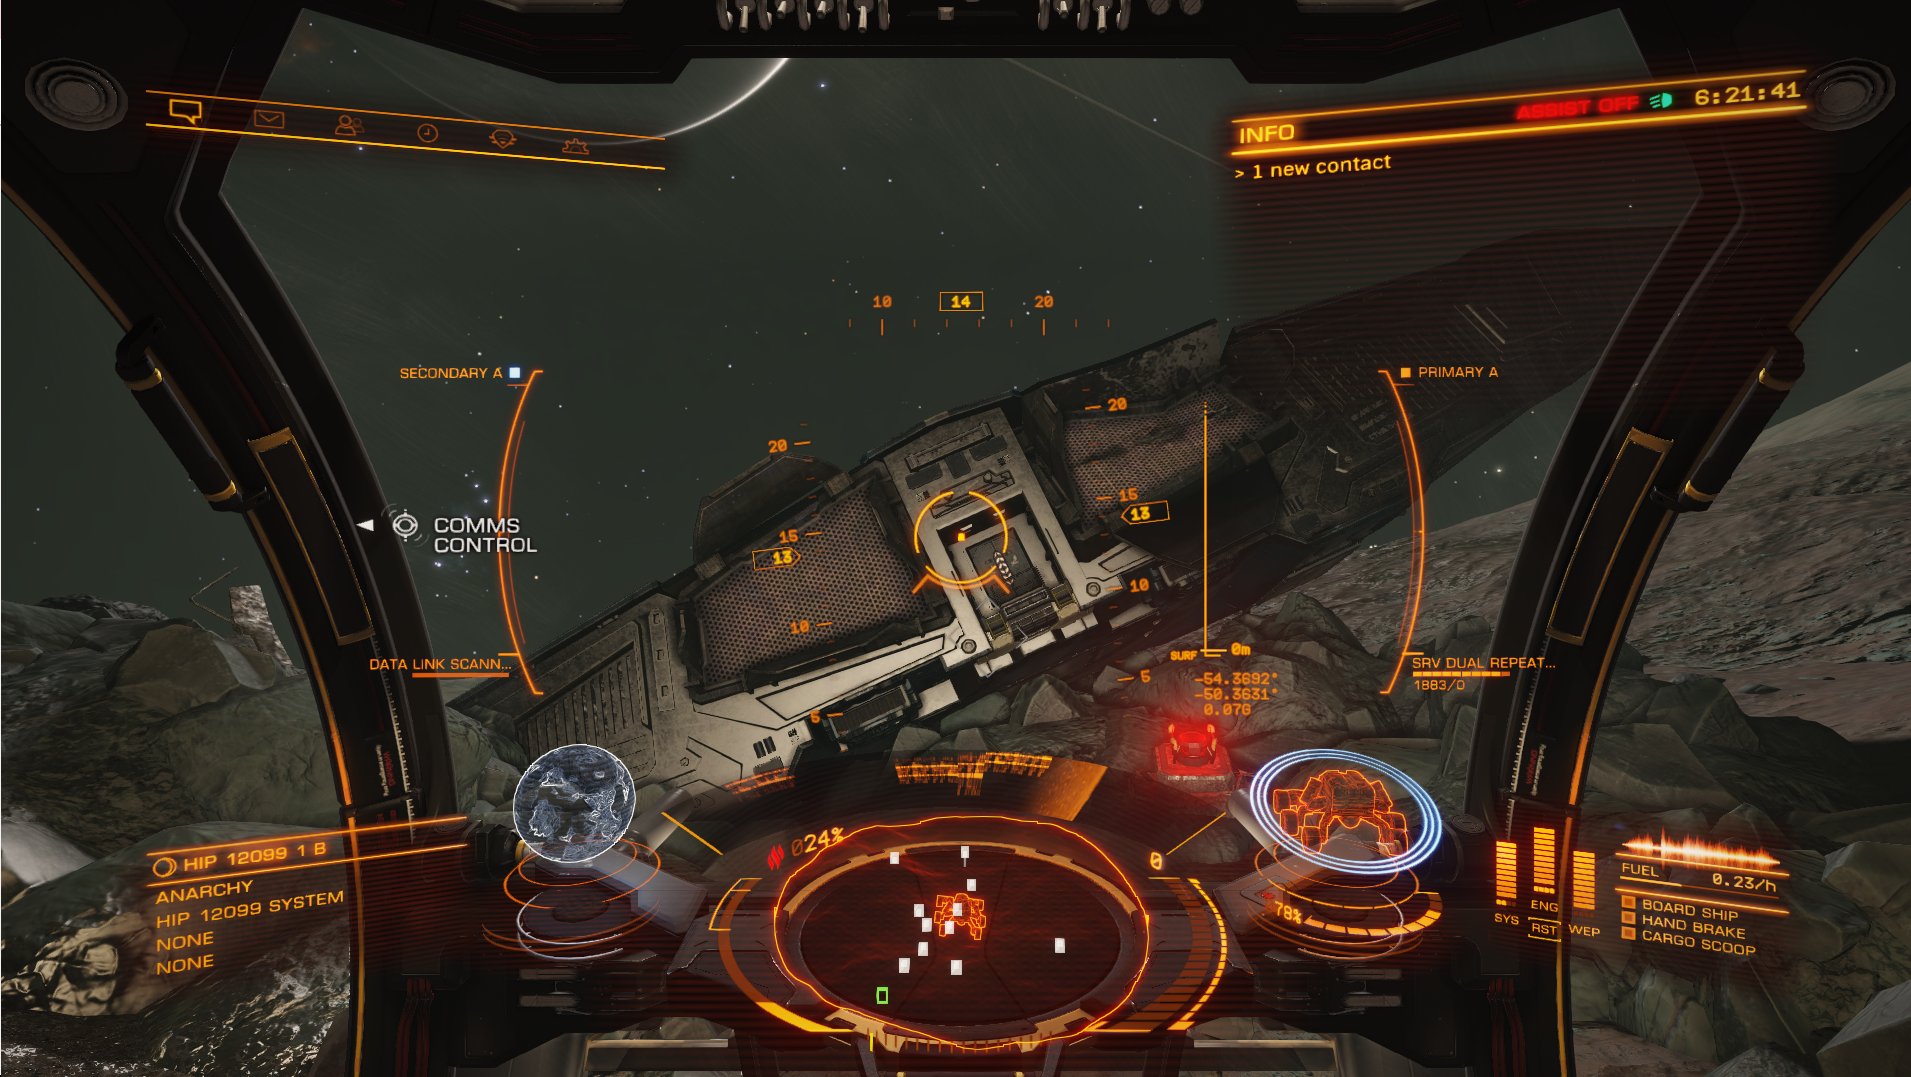 ASSIST OFF 6:21:41
INFO
> 1 new contact
10 14 20
SECONDARY A
PRIMARY A
20
20
15
13
15
13
COMMS
CONTROL
10
10
5
5
SURF 0m
-54.3692°
-50.3631°
0.07G
DATA LINK SCANN...
SRV DUAL REPEAT...
1883/0
024%
0
78%
HIP 12099 1 B
ANARCHY
HIP 12099 SYSTEM
NONE
NONE
SYS
ENG
RST
WEP
FUEL 0.23/h
BOARD SHIP
HAND BRAKE
CARGO SCOOP